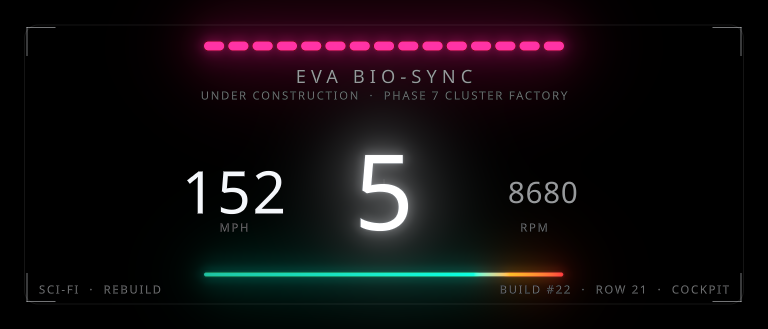 EVA BIO-SYNC
UNDER CONSTRUCTION · PHASE 7 CLUSTER FACTORY
152
MPH
5
8680
RPM
SCI-FI · REBUILD
BUILD #22 · ROW 21 · COCKPIT